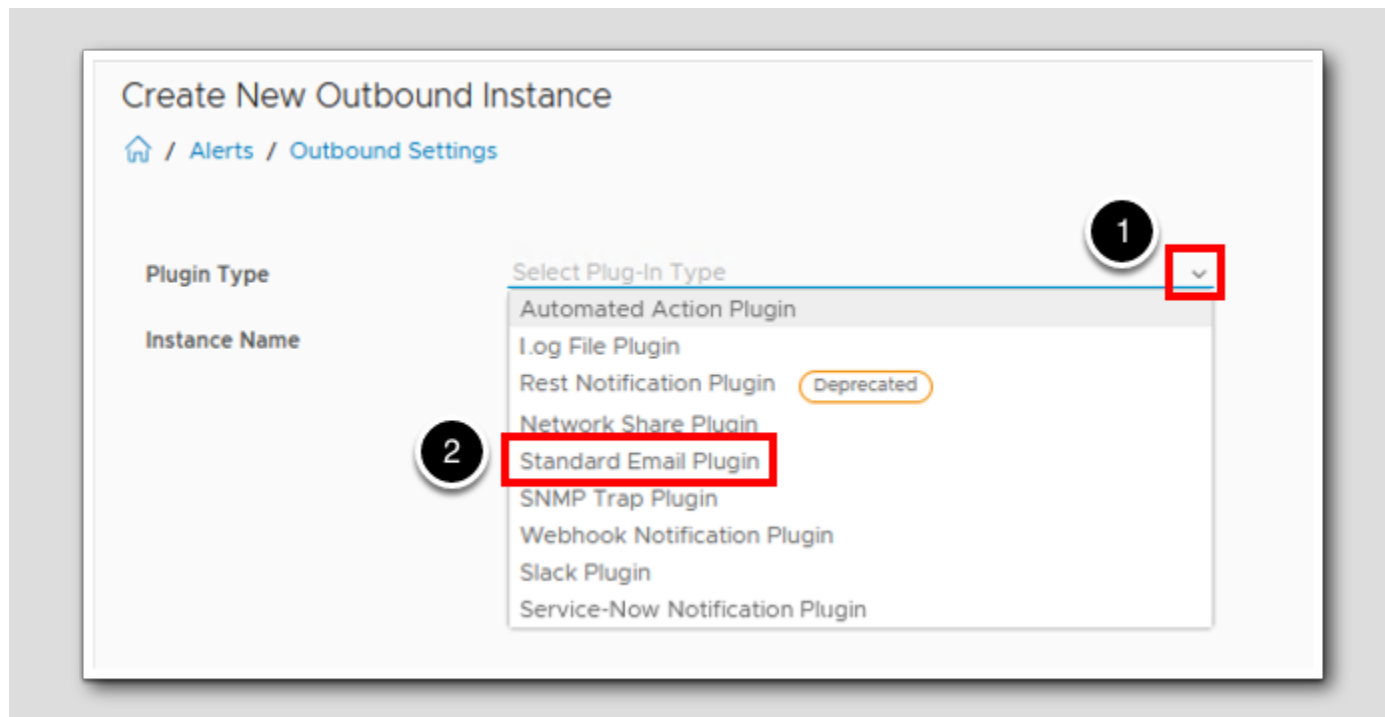 Create New Outbound Instance
/ Alerts / Outbound Settings
1
Plugin Type
Select Plug-In Type
Automated Action Plugin
Instance Name
Log File Plugin
Rest Notification Plugin Deprecated
Network Share Plugin
2
Standard Email Plugin
SNMP Trap Plugin
Webhook Notification Plugin
Slack Plugin
Service-Now Notification Plugin